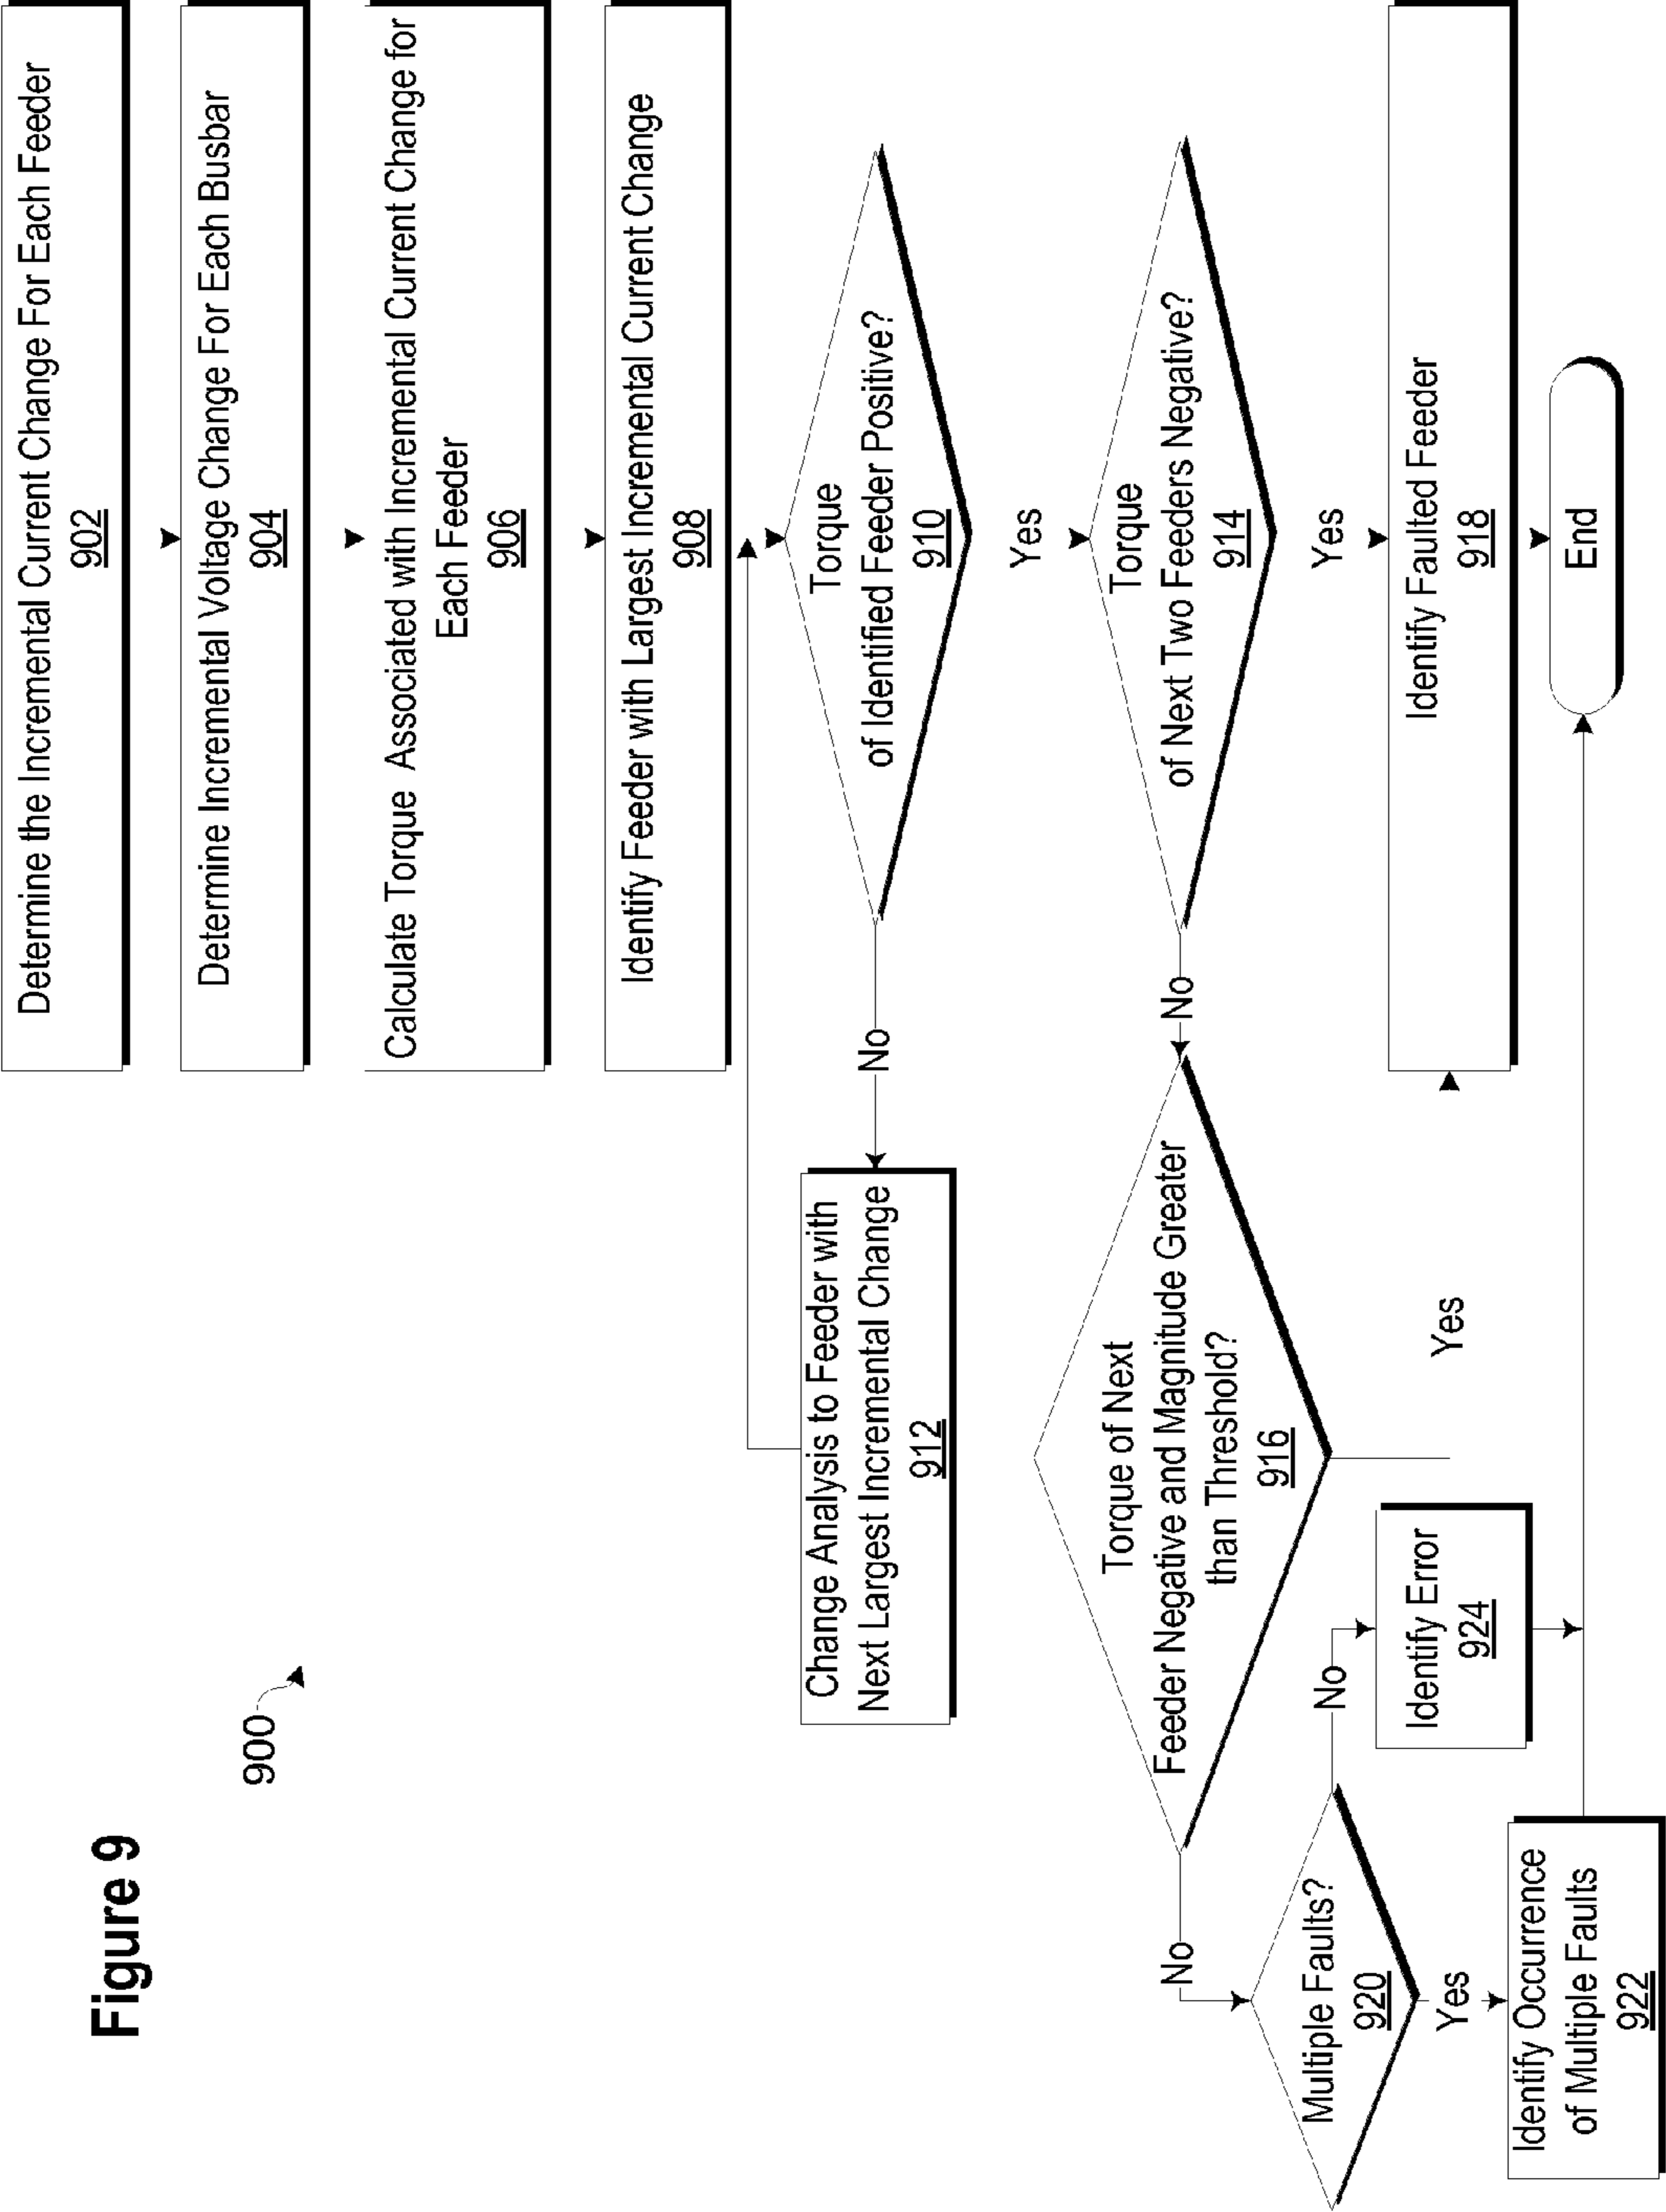 Figure 9
900
Determine the Incremental Current Change For Each Feeder
902
Determine Incremental Voltage Change For Each Busbar
904
Calculate Torque Associated with Incremental Current Change for
Each Feeder
906
Identify Feeder with Largest Incremental Current Change
908
Torque
of Identified Feeder Positive?
910
No
Change Analysis to Feeder with
Next Largest Incremental Change
912
Yes
Torque
of Next Two Feeders Negative?
914
No
Torque of Next
Feeder Negative and Magnitude Greater
than Threshold?
916
Yes
Yes
Identify Faulted Feeder
918
No
Multiple Faults?
920
No
Identify Error
924
Yes
Identify Occurrence
of Multiple Faults
922
End